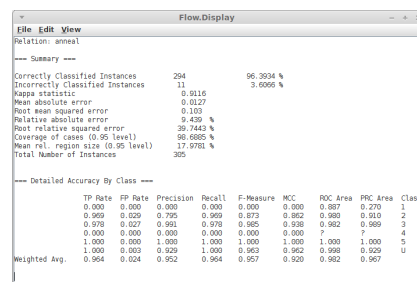 Flow.Display
File Edit View
Relation: anneal
=== Summary ===
Correctly Classified Instances 294 96.3934 %
Incorrectly Classified Instances 11 3.6066 %
Kappa statistic 0.9116
Mean absolute error 0.0127
Root mean squared error 0.103
Relative absolute error 9.439 %
Root relative squared error 39.7443 %
Coverage of cases (0.95 level) 98.6885 %
Mean rel. region size (0.95 level) 17.9781 %
Total Number of Instances 305
=== Detailed Accuracy By Class ===
TP Rate FP Rate Precision Recall F-Measure MCC ROC Area PRC Area Clas
0.000 0.000 0.000 0.000 0.000 0.000 0.887 0.270 1
0.969 0.029 0.795 0.969 0.873 0.862 0.980 0.910 2
0.978 0.027 0.991 0.978 0.985 0.938 0.982 0.989 3
0.000 0.000 0.000 0.000 0.000 0.000 ? ? 4
1.000 0.000 1.000 1.000 1.000 1.000 1.000 1.000 5
1.000 0.003 0.929 1.000 0.963 0.962 0.998 0.929 U
Weighted Avg. 0.964 0.024 0.952 0.964 0.957 0.920 0.982 0.967